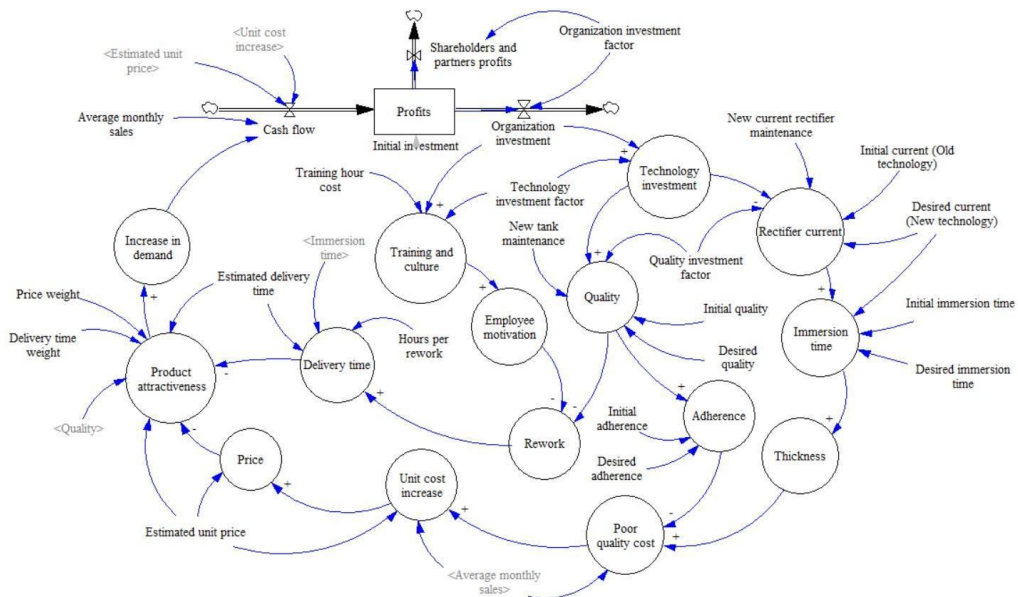 <Unit cost
increase>
<Estimated unit
price>
Shareholders and
partners profits
Organization investment
factor
Average monthly
sales
Cash flow
Profits
Initial investment
Organization
investment
New current rectifier
maintenance
Initial current (Old
technology)
Desired current
(New technology)
Training hour
cost
+
Technology
investment
Technology
investment factor
+
+
-
Rectifier current
Increase in
demand
<Immersion
time>
Training and
culture
New tank
maintenance
+
Quality investment
factor
Quality
+
Price weight
+
Estimated delivery
time
+
Employee
motivation
Initial quality
+
Initial immersion time
Delivery time
weight
Hours per
rework
Immersion
time
Product
attractiveness
-
Delivery time
+
Desired
quality
Desired immersion
time
+
Adherence
<Quality>
-
-
-
Initial
adherence
+
Rework
Price
Desired
adherence
Thickness
+
Unit cost
increase
+
-
+
Estimated unit price
Poor
quality cost
<Average monthly
sales>